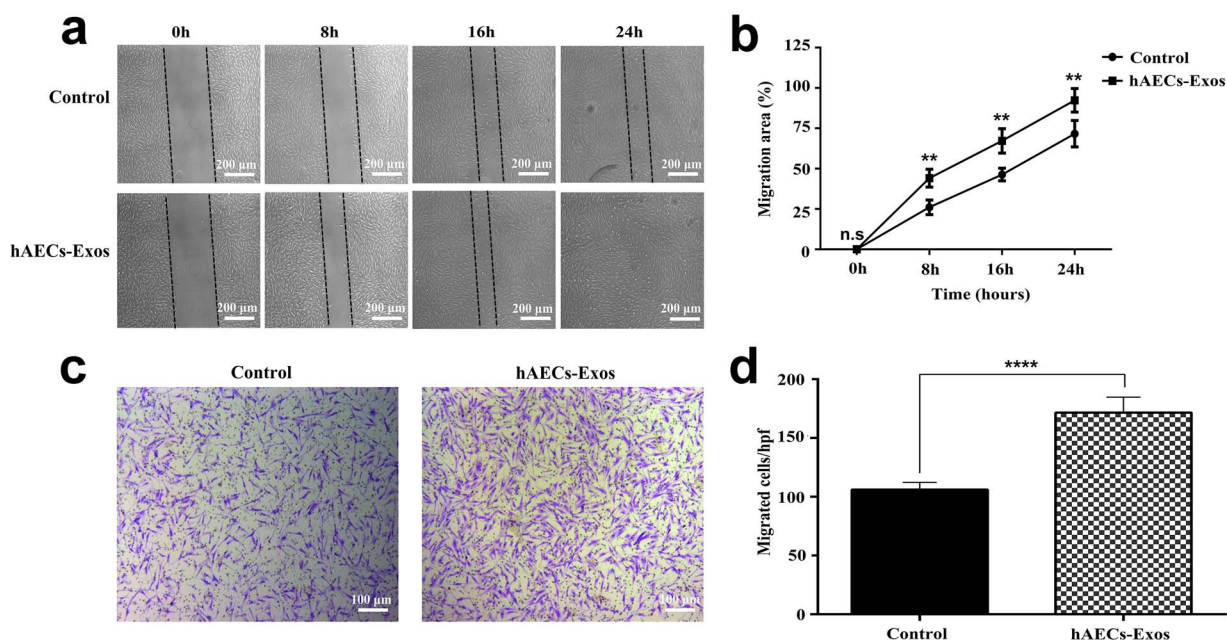 a
0h 8h 16h 24h
Control
200 µm 200 µm 200 µm 200 µm
hAECs-Exos
200 µm 200 µm 200 µm 200 µm
b
125
100
75
50
25
0
Migration area (%)
n.s
**
**
**
0h 8h 16h 24h
Time (hours)
Control
hAECs-Exos
c
Control hAECs-Exos
100 µm 100 µm
d
200
150
100
50
0
Migrated cells/hpf
****
Control hAECs-Exos